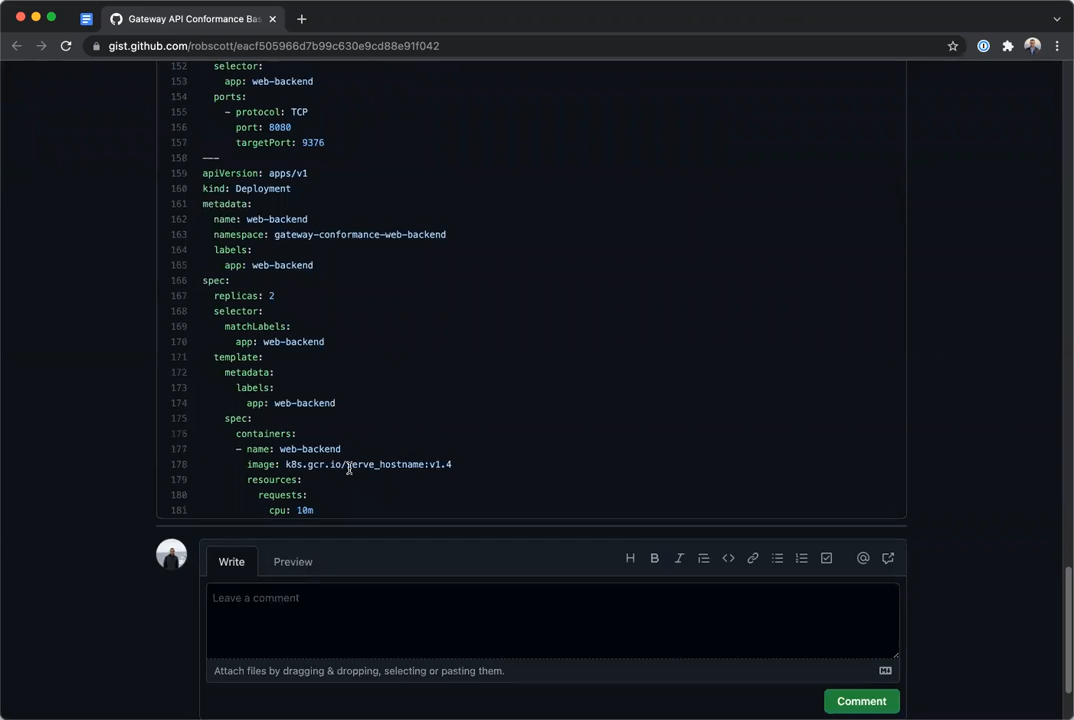 Gateway API Conformance Bas
gist.github.com/robscott/eacf505966d7b99c630e9cd88e91f042
152 selector:
153 app: web-backend
154 ports:
155 - protocol: TCP
156 port: 8080
157 targetPort: 9376
158 ---
159 apiVersion: apps/v1
160 kind: Deployment
161 metadata:
162 name: web-backend
163 namespace: gateway-conformance-web-backend
164 labels:
165 app: web-backend
166 spec:
167 replicas: 2
168 selector:
169 matchLabels:
170 app: web-backend
171 template:
172 metadata:
173 labels:
174 app: web-backend
175 spec:
176 containers:
177 - name: web-backend
178 image: k8s.gcr.io/serve_hostname:v1.4
179 resources:
180 requests:
181 cpu: 10m
Write Preview
Leave a comment
Attach files by dragging & dropping, selecting or pasting them.
Comment